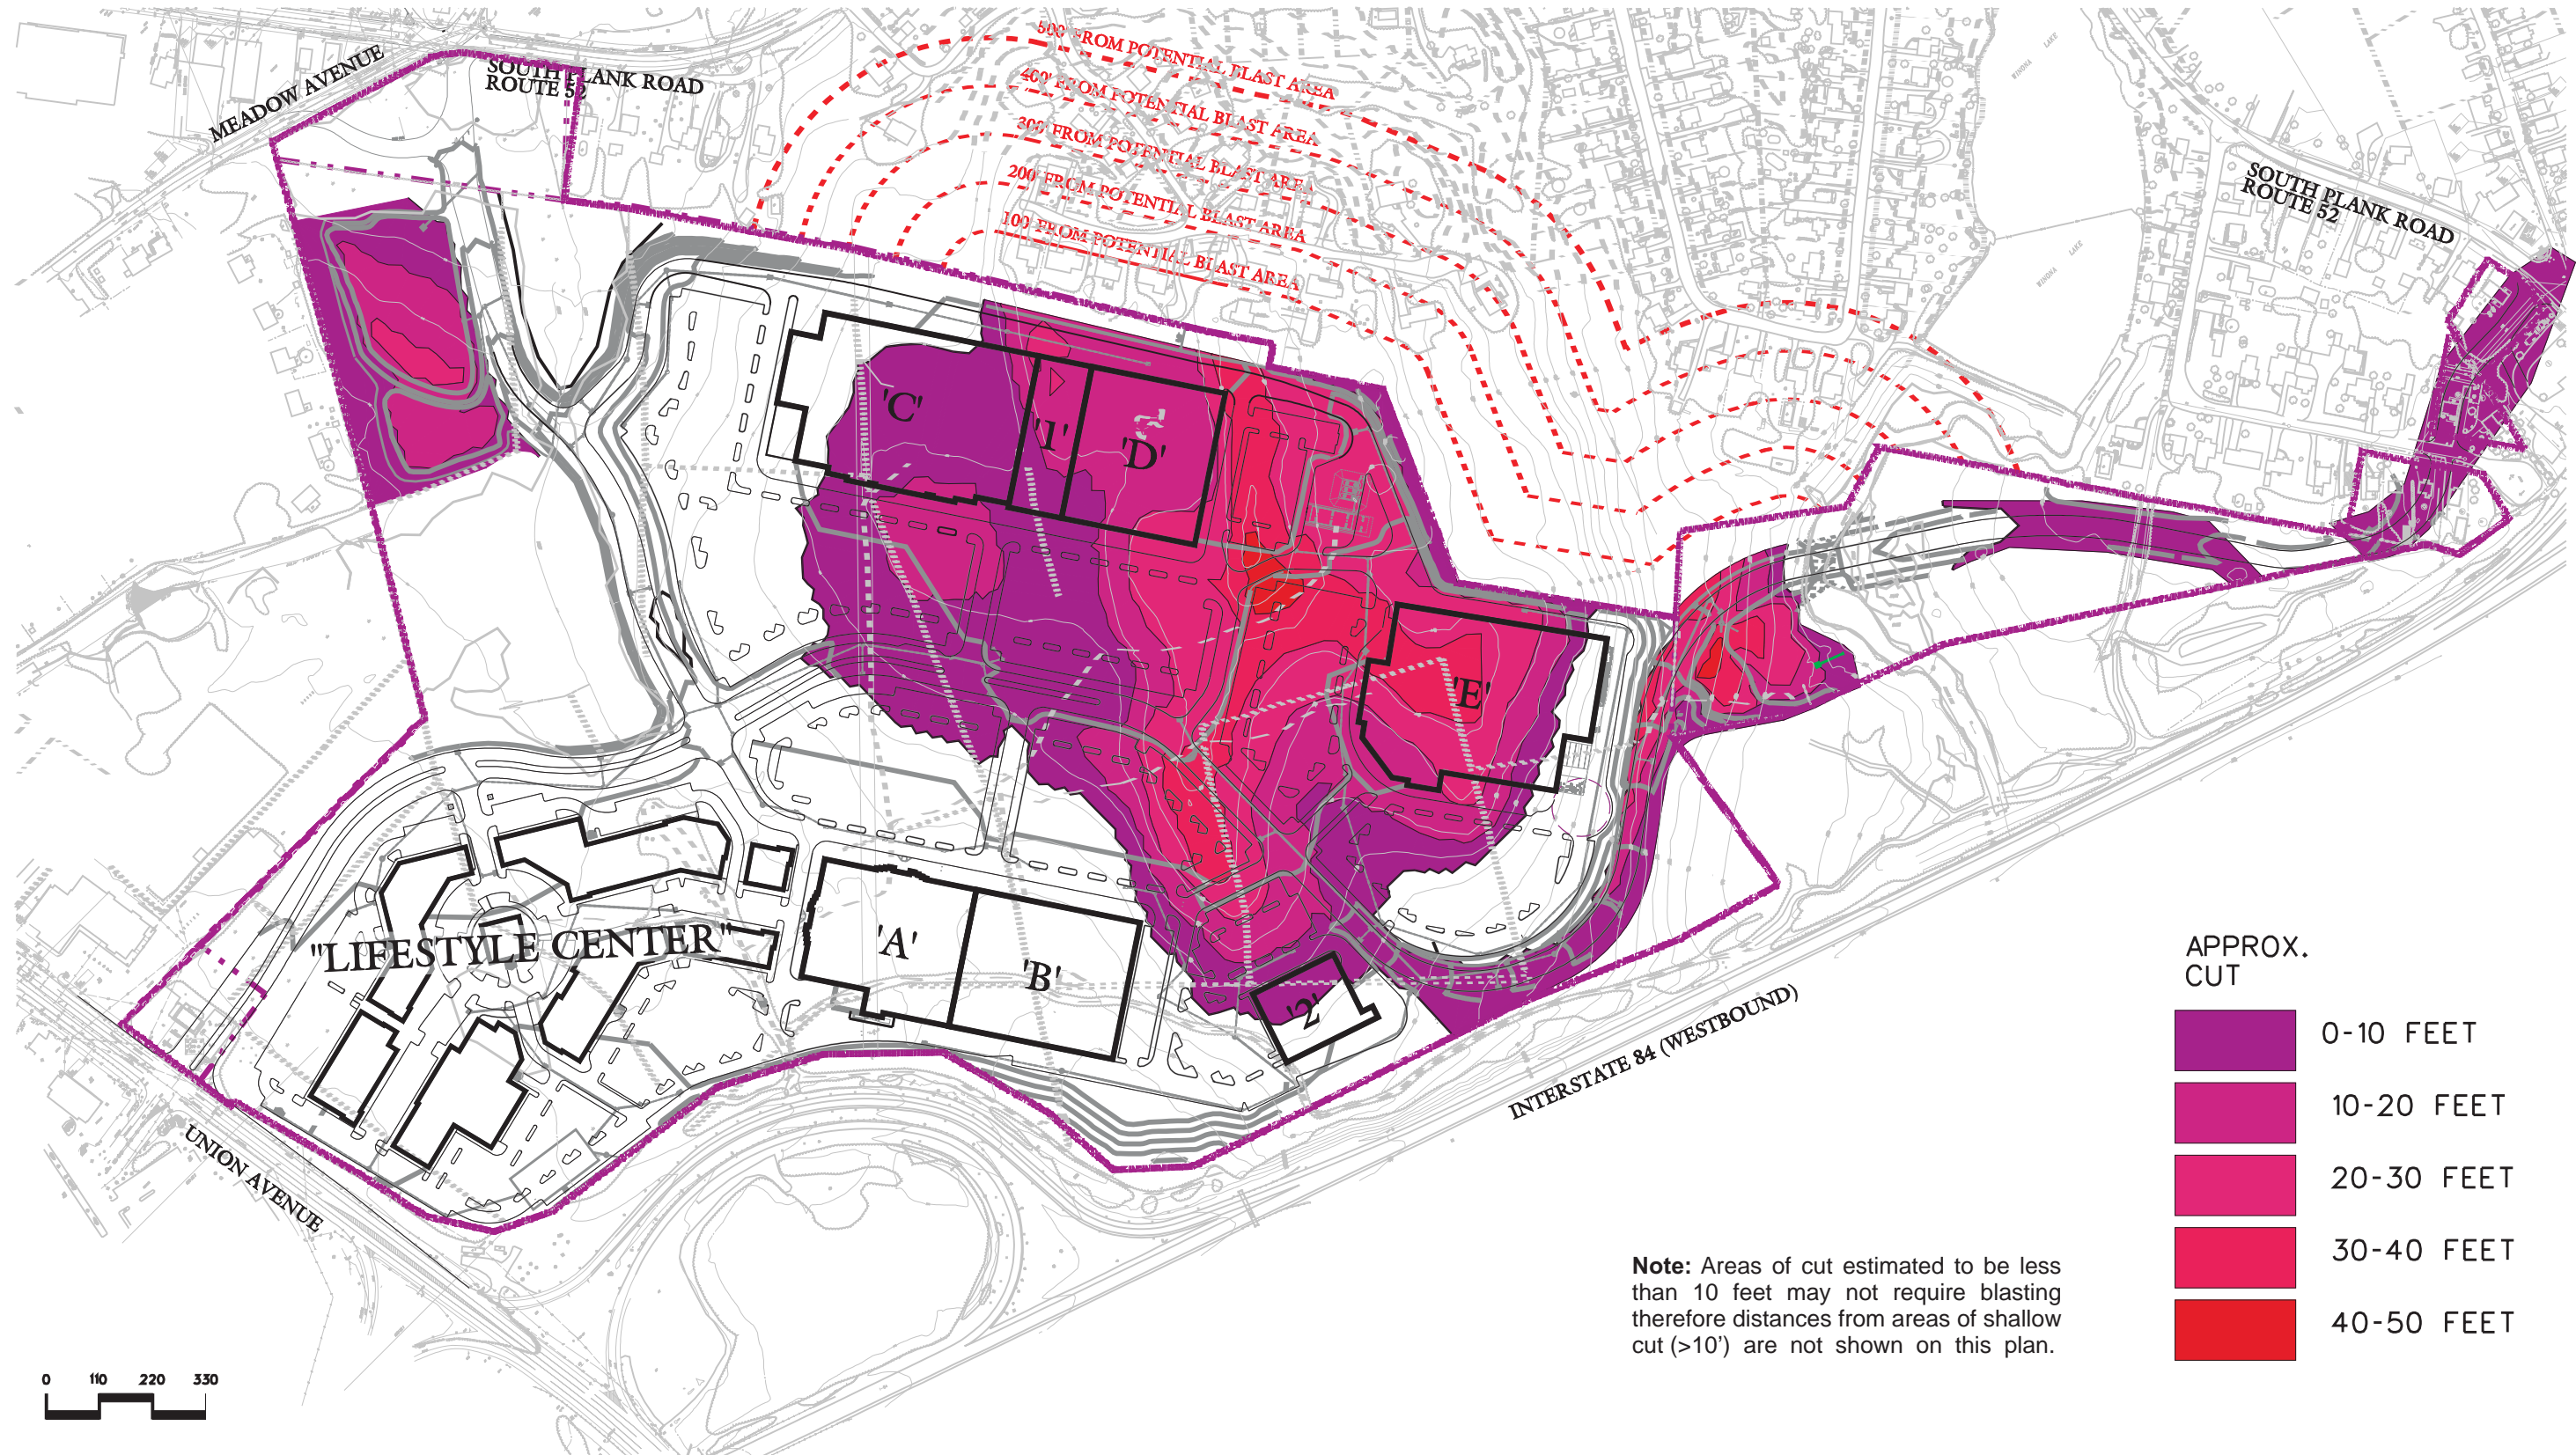 MEADOW AVENUE
SOUTH PLANK ROAD
ROUTE 52
500' FROM POTENTIAL BLAST AREA
400' FROM POTENTIAL BLAST AREA
300' FROM POTENTIAL BLAST AREA
200' FROM POTENTIAL BLAST AREA
100' FROM POTENTIAL BLAST AREA
LAKE
WINONA
LAKE
WINONA
SOUTH PLANK ROAD
ROUTE 52
'C'
'1'
'D'
'E'
"LIFESTYLE CENTER"
'A'
'B'
'2'
INTERSTATE 84 (WESTBOUND)
UNION AVENUE
APPROX.
CUT
0-10 FEET
10-20 FEET
20-30 FEET
30-40 FEET
40-50 FEET
Note: Areas of cut estimated to be less
than 10 feet may not require blasting
therefore distances from areas of shallow
cut (>10') are not shown on this plan.
0 110 220 330